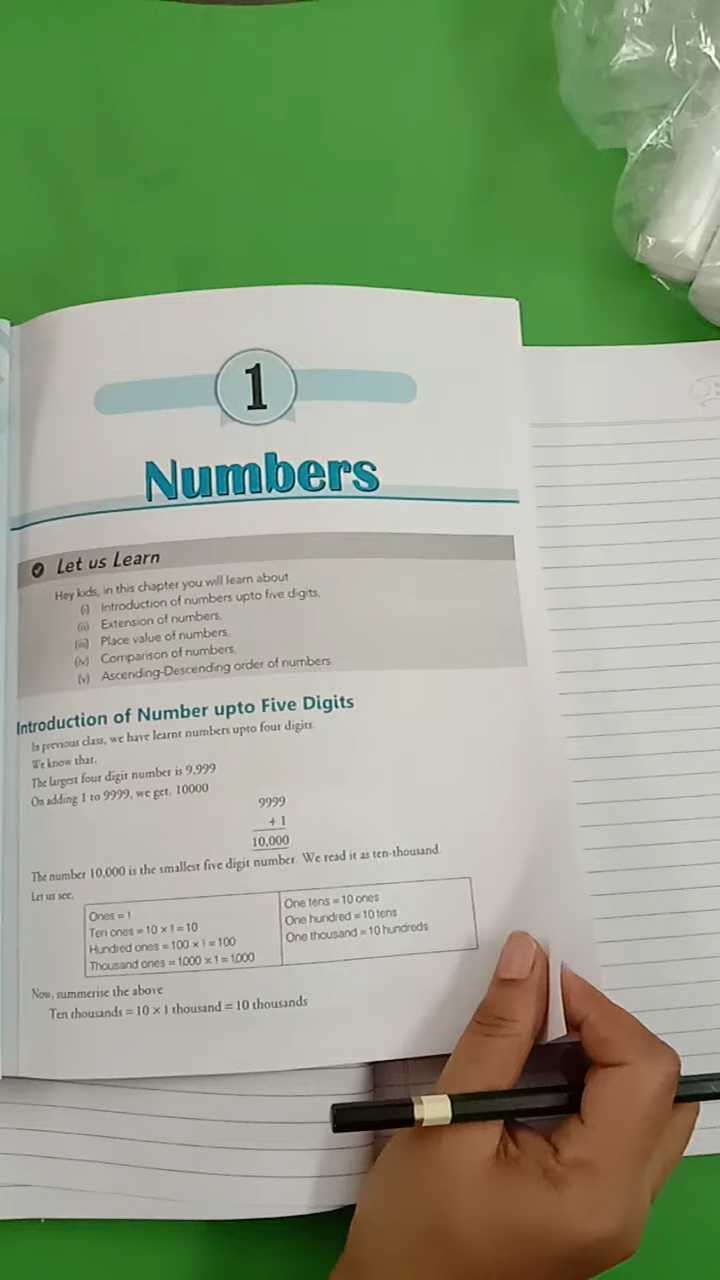 1
Numbers
Let us Learn
Hey kids, in this chapter you will learn about
(i) Introduction of numbers upto five digits,
(ii) Extension of numbers,
(iii) Place value of numbers,
(iv) Comparison of numbers,
(v) Ascending-Descending order of numbers
Introduction of Number upto Five Digits
In previous class, we have learnt numbers upto four digits.
We know that,
The largest four digit number is 9,999
On adding 1 to 9999, we get, 10000
9999
+ 1
10,000
The number 10,000 is the smallest five digit number. We read it as ten-thousand.
Let us see,
Ones = 1
Ten ones = 10 × 1 = 10
Hundred ones = 100 × 1 = 100
Thousand ones = 1,000 × 1 = 1,000
One tens = 10 ones
One hundred = 10 tens
One thousand = 10 hundreds
Now, summerise the above
Ten thousands = 10 × 1 thousand = 10 thousands